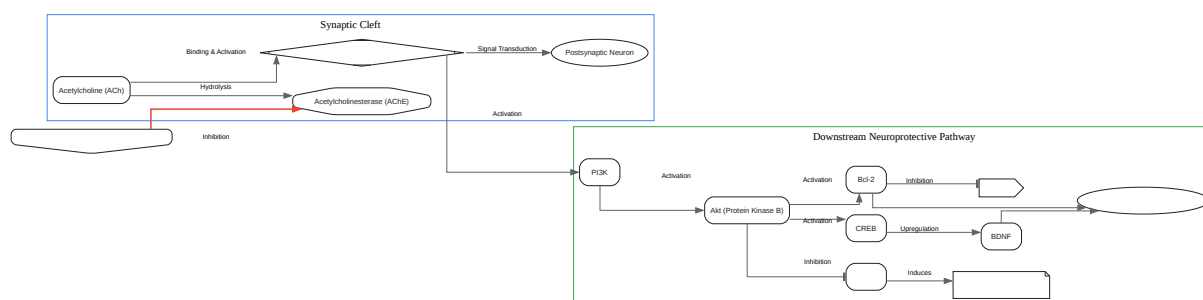 Synaptic Cleft
Binding & Activation
Signal Transduction
Postsynaptic Neuron
Acetylcholine (ACh)
Hydrolysis
Acetylcholinesterase (AChE)
Activation
Inhibition
Downstream Neuroprotective Pathway
PI3K
Activation
Activation
Bcl-2
Inhibition
Akt (Protein Kinase B)
Activation
CREB
Upregulation
BDNF
Inhibition
Induces